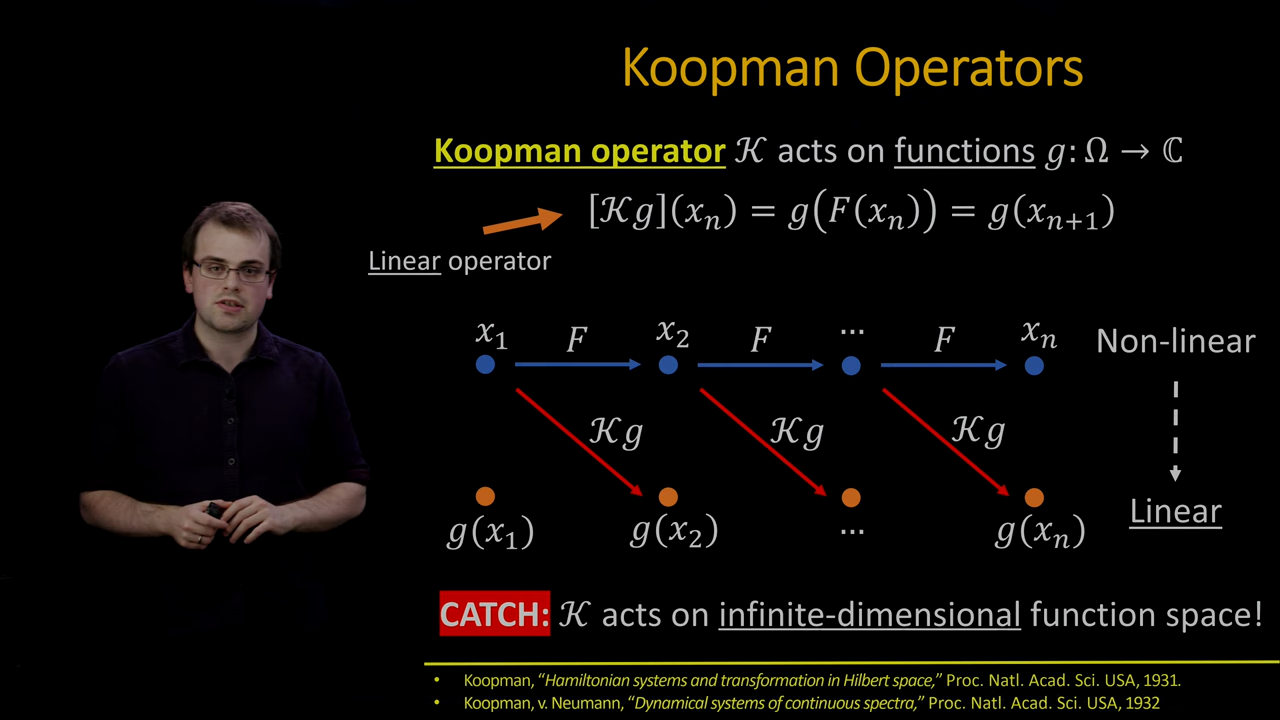 Koopman Operators
Koopman operator 𝒦 acts on functions g: Ω → ℂ
[𝒦g](xₙ) = g(F(xₙ)) = g(xₙ₊₁)
Linear operator
x₁ F x₂ F ... F xₙ Non-linear
𝒦g 𝒦g 𝒦g
g(x₁) g(x₂) ... g(xₙ) Linear
CATCH: 𝒦 acts on infinite-dimensional function space!
• Koopman, “Hamiltonian systems and transformation in Hilbert space,” Proc. Natl. Acad. Sci. USA, 1931.
• Koopman, v. Neumann, “Dynamical systems of continuous spectra,” Proc. Natl. Acad. Sci. USA, 1932